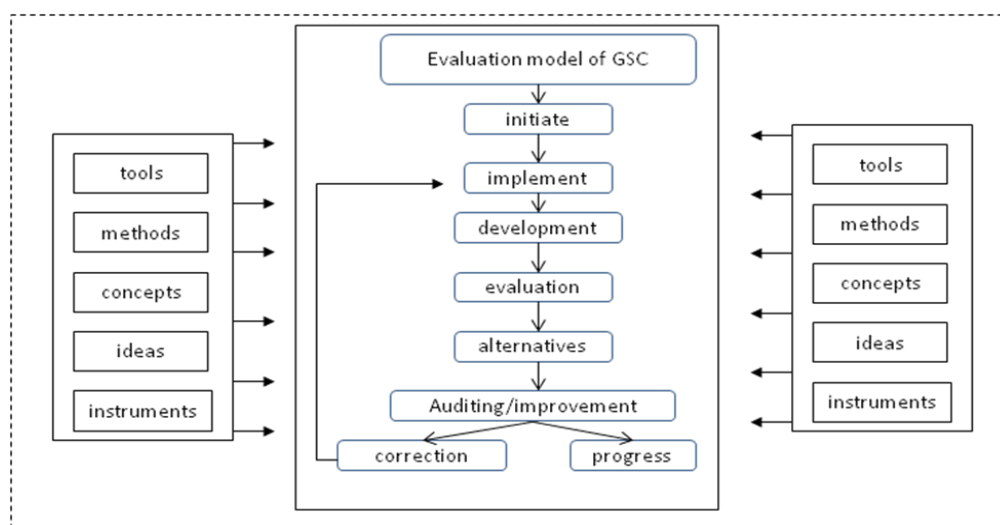 Evaluation model of GSC
initiate
implement
development
evaluation
alternatives
Auditing/improvement
correction
progress
tools
methods
concepts
ideas
instruments
tools
methods
concepts
ideas
instruments